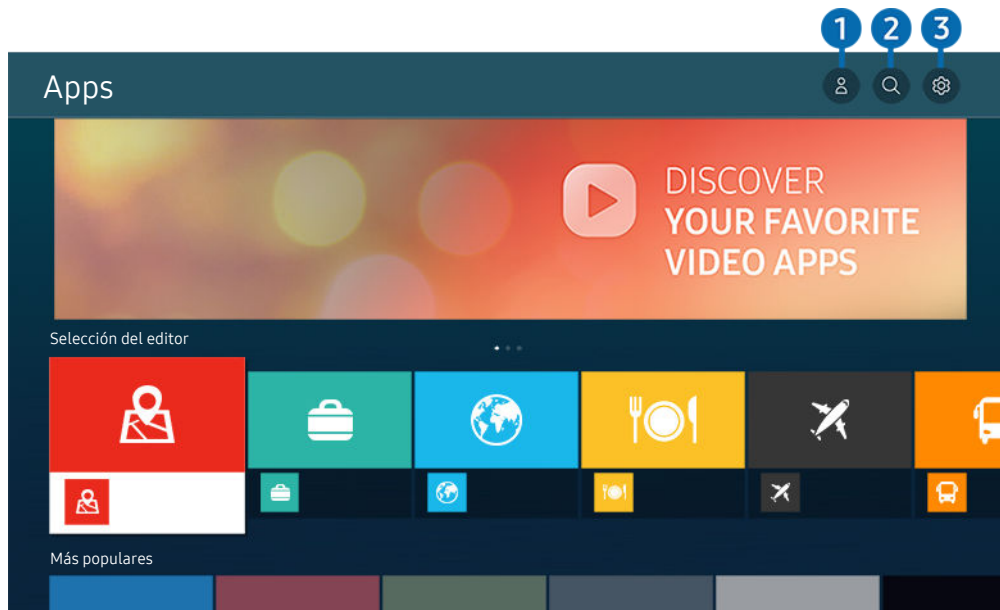 1 2 3
Apps
DISCOVER
YOUR FAVORITE
VIDEO APPS
Selección del editor
Más populares